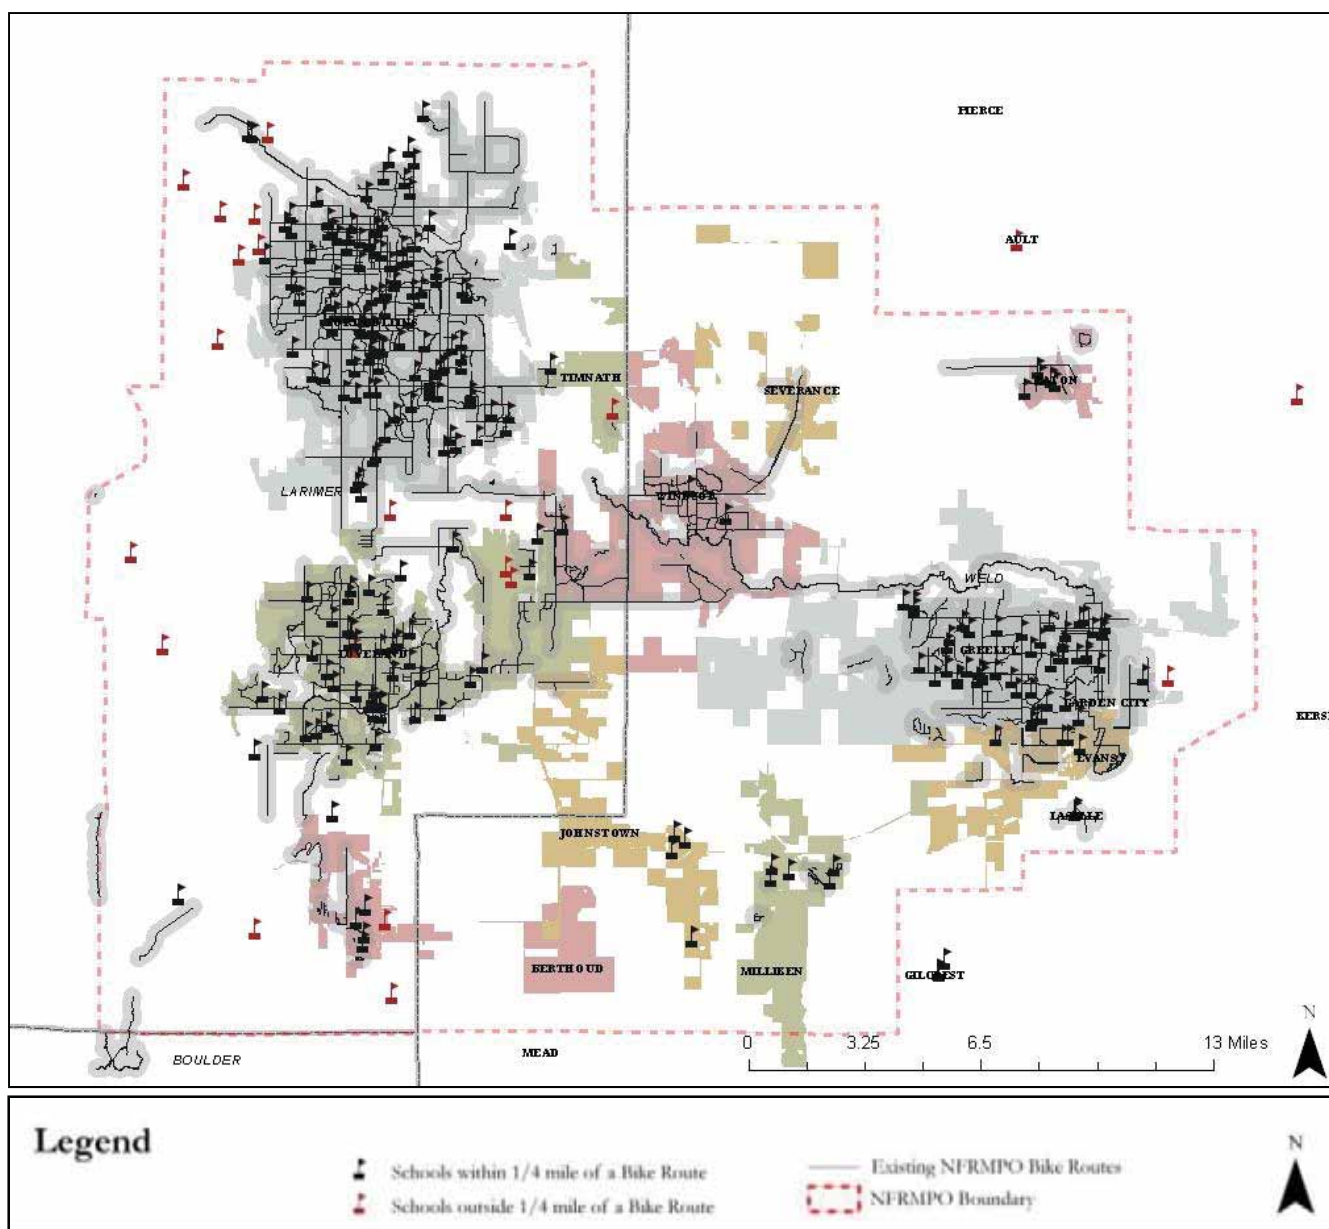 PIERCE
AULT
TIMNATH
SEVERANCE
LARIMER
WINDSOR
WELD
LOVELAND
GREELEY
GARDEN CITY
EVANS
JOHNSTOWN
BERTHOUD
MILLIKEN
MEAD
BOULDER
N
0 3.25 6.5 13 Miles
Legend
N
Schools within 1/4 mile of a Bike Route
Existing NFRMPO Bike Routes
Schools outside 1/4 mile of a Bike Route
NFRMPO Boundary